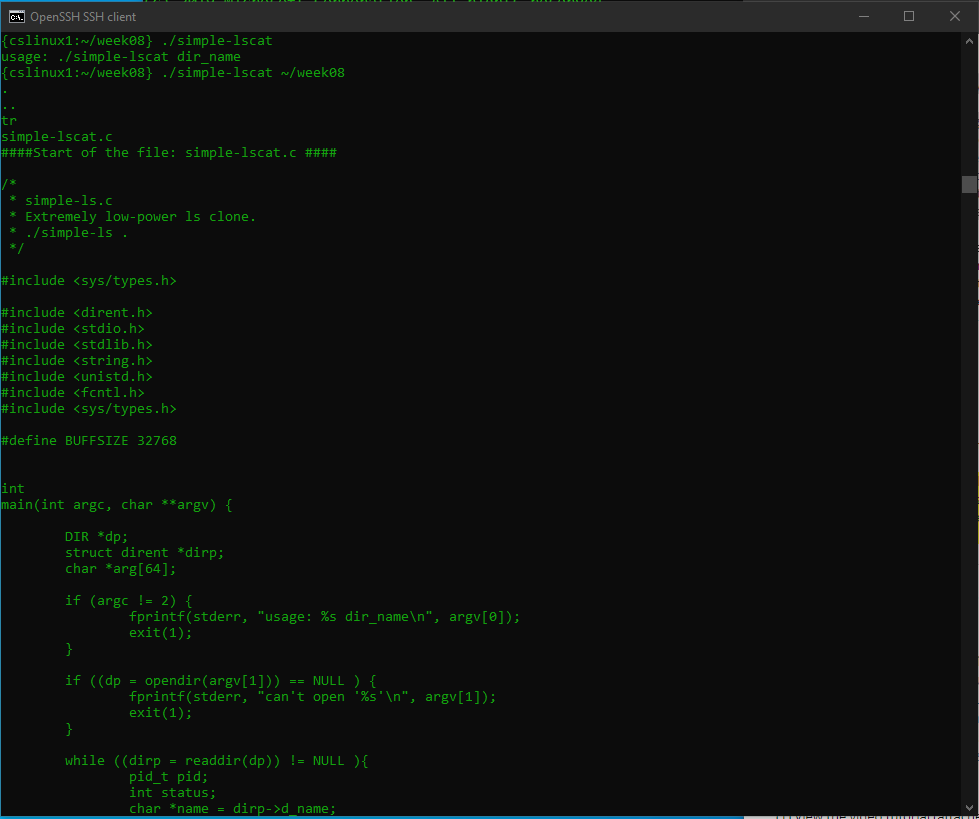 OpenSSH SSH client
{cslinux1:~/week08} ./simple-lscat
usage: ./simple-lscat dir_name
{cslinux1:~/week08} ./simple-lscat ~/week08
.
..
tr
simple-lscat.c
####Start of the file: simple-lscat.c ####

/*
 * simple-ls.c
 * Extremely low-power ls clone.
 * ./simple-ls .
 */

#include <sys/types.h>

#include <dirent.h>
#include <stdio.h>
#include <stdlib.h>
#include <string.h>
#include <unistd.h>
#include <fcntl.h>
#include <sys/types.h>

#define BUFFSIZE 32768


int
main(int argc, char **argv) {

        DIR *dp;
        struct dirent *dirp;
        char *arg[64];

        if (argc != 2) {
                fprintf(stderr, "usage: %s dir_name\n", argv[0]);
                exit(1);
        }

        if ((dp = opendir(argv[1])) == NULL ) {
                fprintf(stderr, "can't open '%s'\n", argv[1]);
                exit(1);
        }

        while ((dirp = readdir(dp)) != NULL ){
                pid_t pid;
                int status;
                char *name = dirp->d_name;